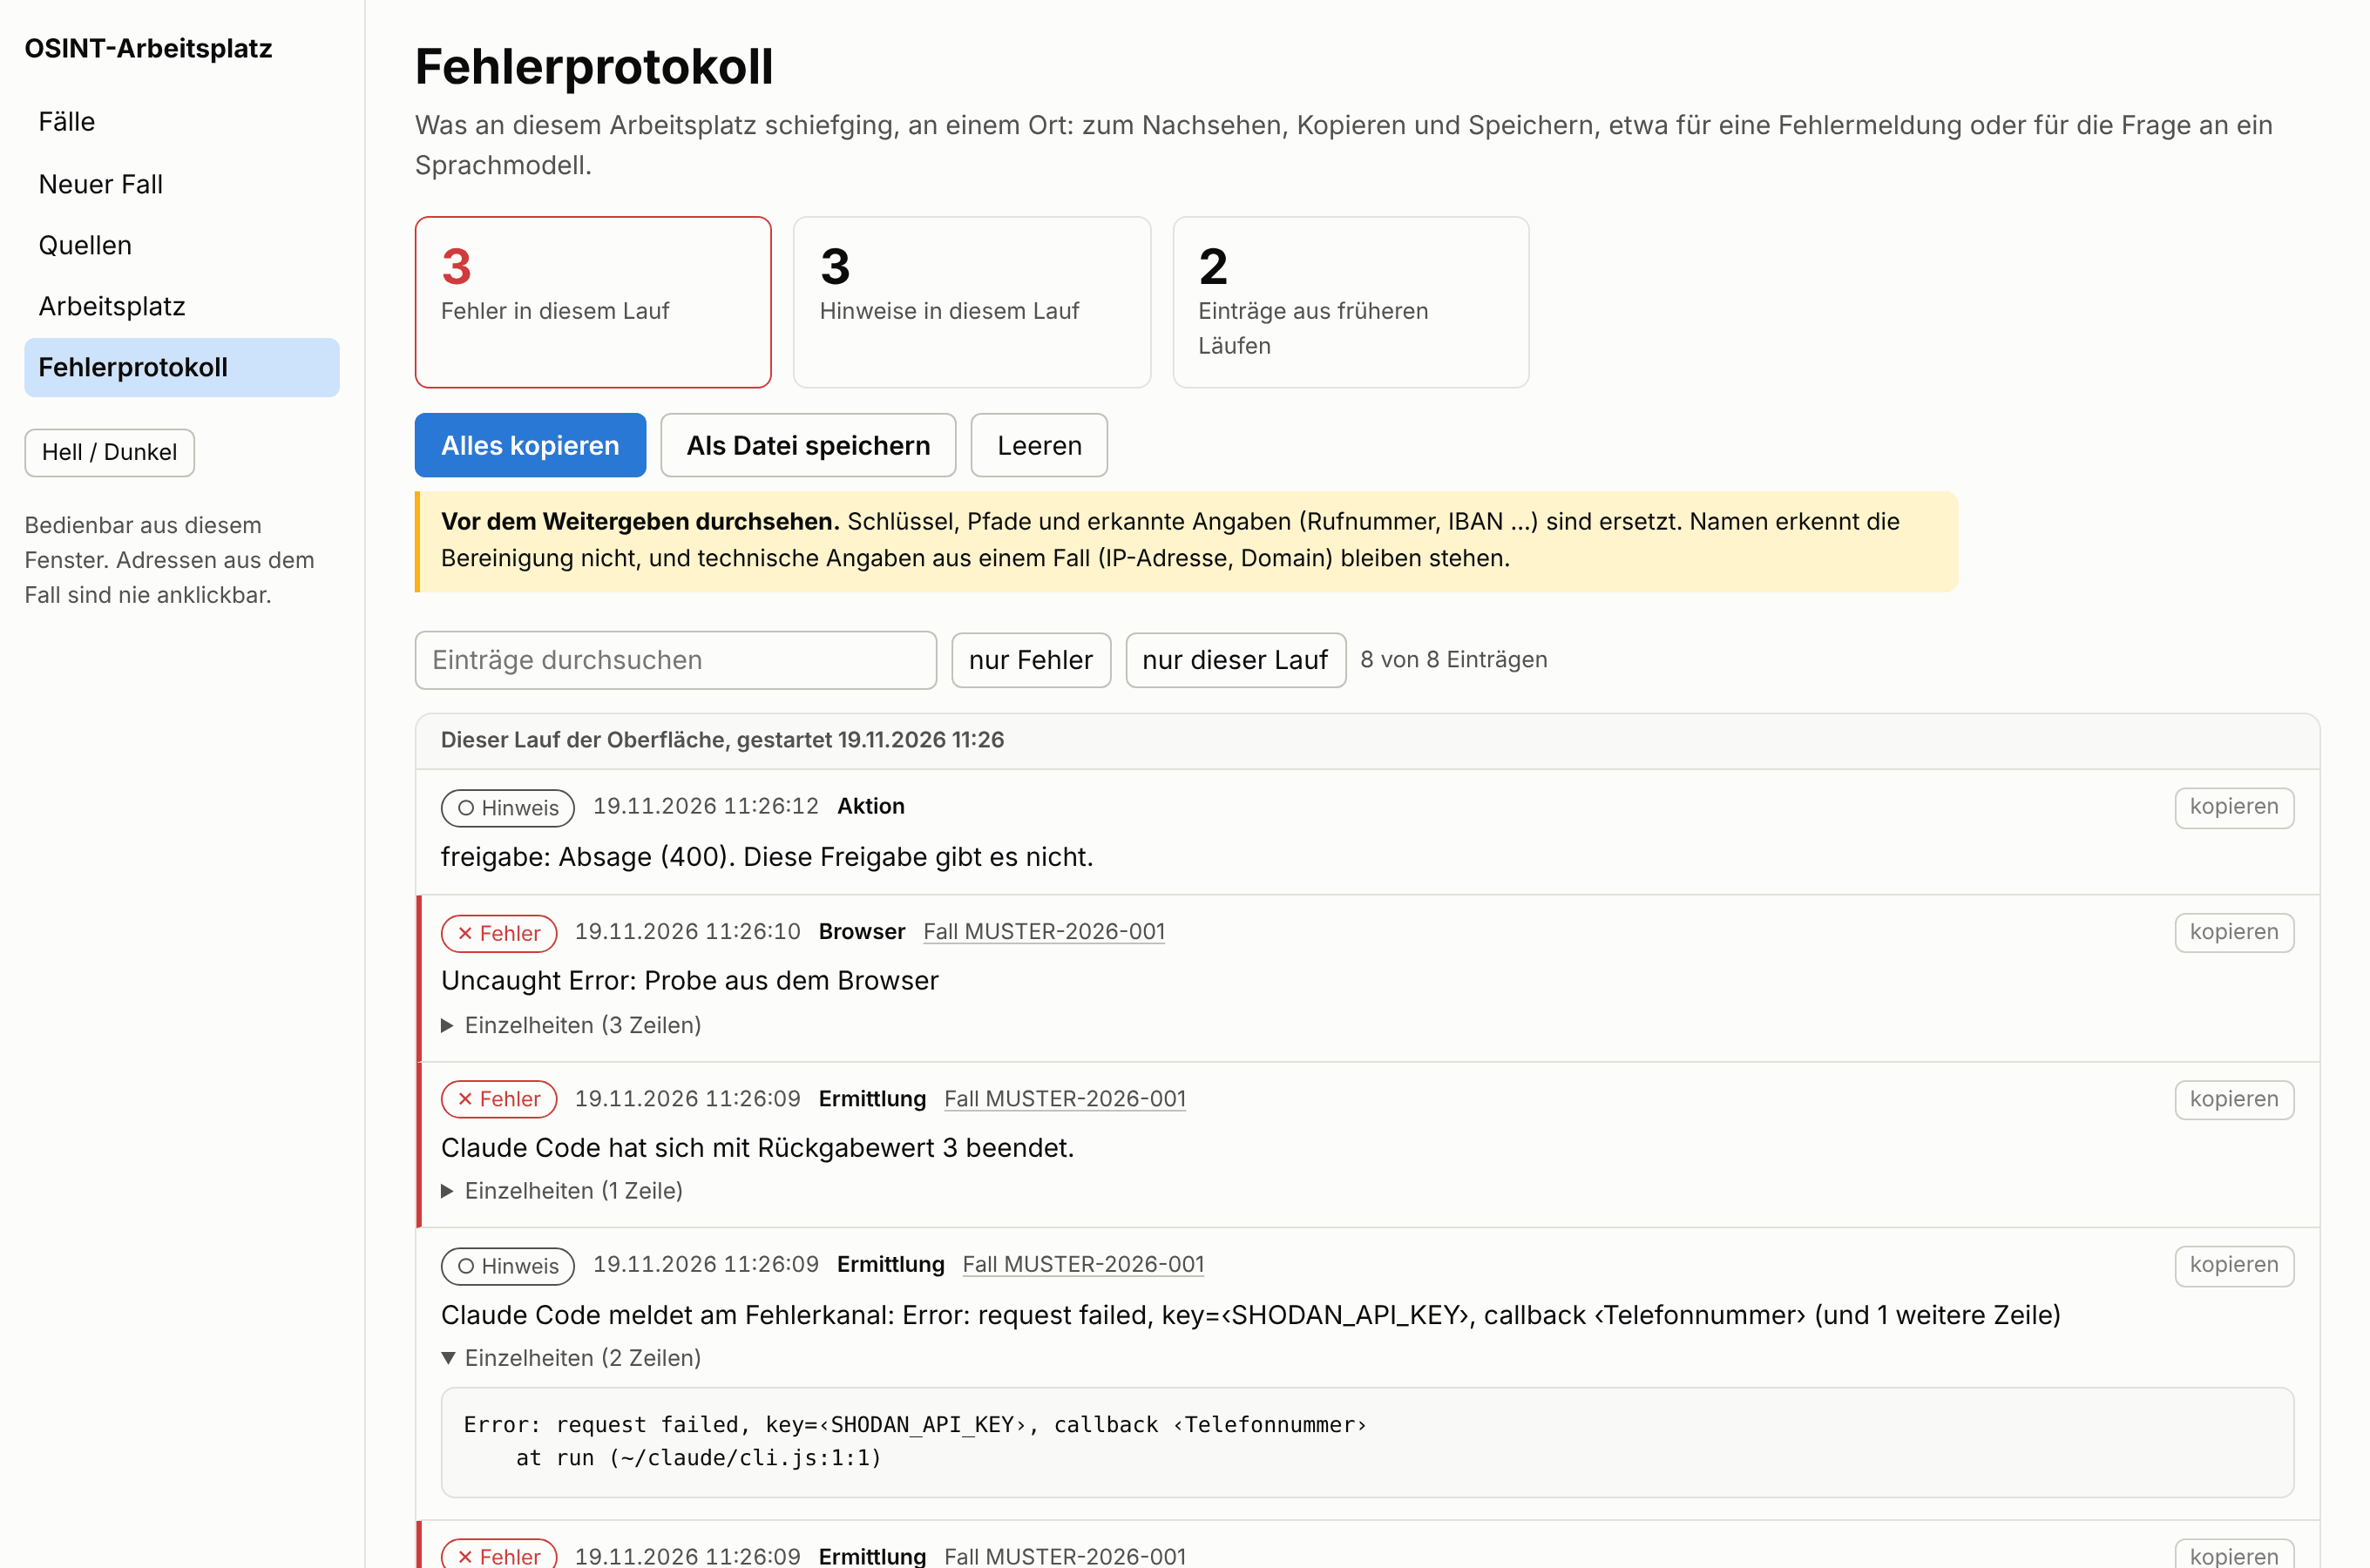 OSINT-Arbeitsplatz
Fälle
Neuer Fall
Quellen
Arbeitsplatz
Fehlerprotokoll
Hell / Dunkel
Bedienbar aus diesem
Fenster. Adressen aus dem
Fall sind nie anklickbar.
Fehlerprotokoll
Was an diesem Arbeitsplatz schiefging, an einem Ort: zum Nachsehen, Kopieren und Speichern, etwa für eine Fehlermeldung oder für die Frage an ein
Sprachmodell.
3
Fehler in diesem Lauf
3
Hinweise in diesem Lauf
2
Einträge aus früheren
Läufen
Alles kopieren
Als Datei speichern
Leeren
Vor dem Weitergeben durchsehen. Schlüssel, Pfade und erkannte Angaben (Rufnummer, IBAN …) sind ersetzt. Namen erkennt die
Bereinigung nicht, und technische Angaben aus einem Fall (IP-Adresse, Domain) bleiben stehen.
Einträge durchsuchen
nur Fehler
nur dieser Lauf
8 von 8 Einträgen
Dieser Lauf der Oberfläche, gestartet 19.11.2026 11:26
○ Hinweis 19.11.2026 11:26:12 Aktion kopieren
freigabe: Absage (400). Diese Freigabe gibt es nicht.
✕ Fehler 19.11.2026 11:26:10 Browser Fall MUSTER-2026-001 kopieren
Uncaught Error: Probe aus dem Browser
▶ Einzelheiten (3 Zeilen)
✕ Fehler 19.11.2026 11:26:09 Ermittlung Fall MUSTER-2026-001 kopieren
Claude Code hat sich mit Rückgabewert 3 beendet.
▶ Einzelheiten (1 Zeile)
○ Hinweis 19.11.2026 11:26:09 Ermittlung Fall MUSTER-2026-001 kopieren
Claude Code meldet am Fehlerkanal: Error: request failed, key=‹SHODAN_API_KEY›, callback ‹Telefonnummer› (und 1 weitere Zeile)
▼ Einzelheiten (2 Zeilen)
Error: request failed, key=‹SHODAN_API_KEY›, callback ‹Telefonnummer›
at run (~/claude/cli.js:1:1)
✕ Fehler 19.11.2026 11:26:09 Ermittlung Fall MUSTER-2026-001 kopieren